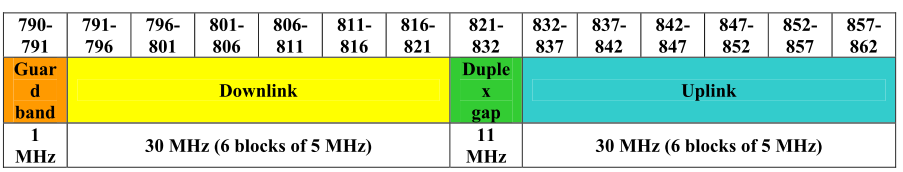 790- 791- 796- 801- 806- 811- 816- 821- 832- 837- 842- 847- 852- 857-
791 796 801 806 811 816 821 832 837 842 847 852 857 862
Guar Duple
d Downlink x Uplink
band gap
1 30 MHz (6 blocks of 5 MHz) 11 30 MHz (6 blocks of 5 MHz)
MHz MHz